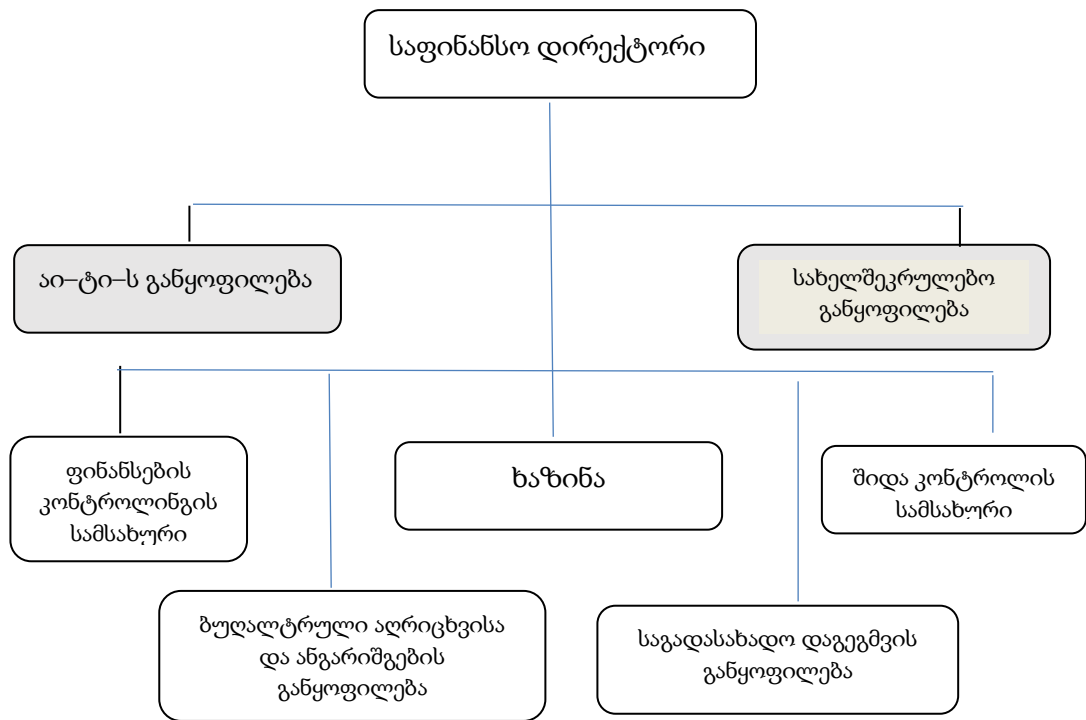 საფინანსო დირექტორი
აი–ტი–ს განყოფილება
სახელშეკრულებო
განყოფილება
ფინანსების
კონტროლინგის
სამსახური
ხაზინა
შიდა კონტროლის
სამსახური
ბუღალტრული აღრიცხვისა
და ანგარიშგების
განყოფილება
საგადასახადო დაგეგმვის
განყოფილება